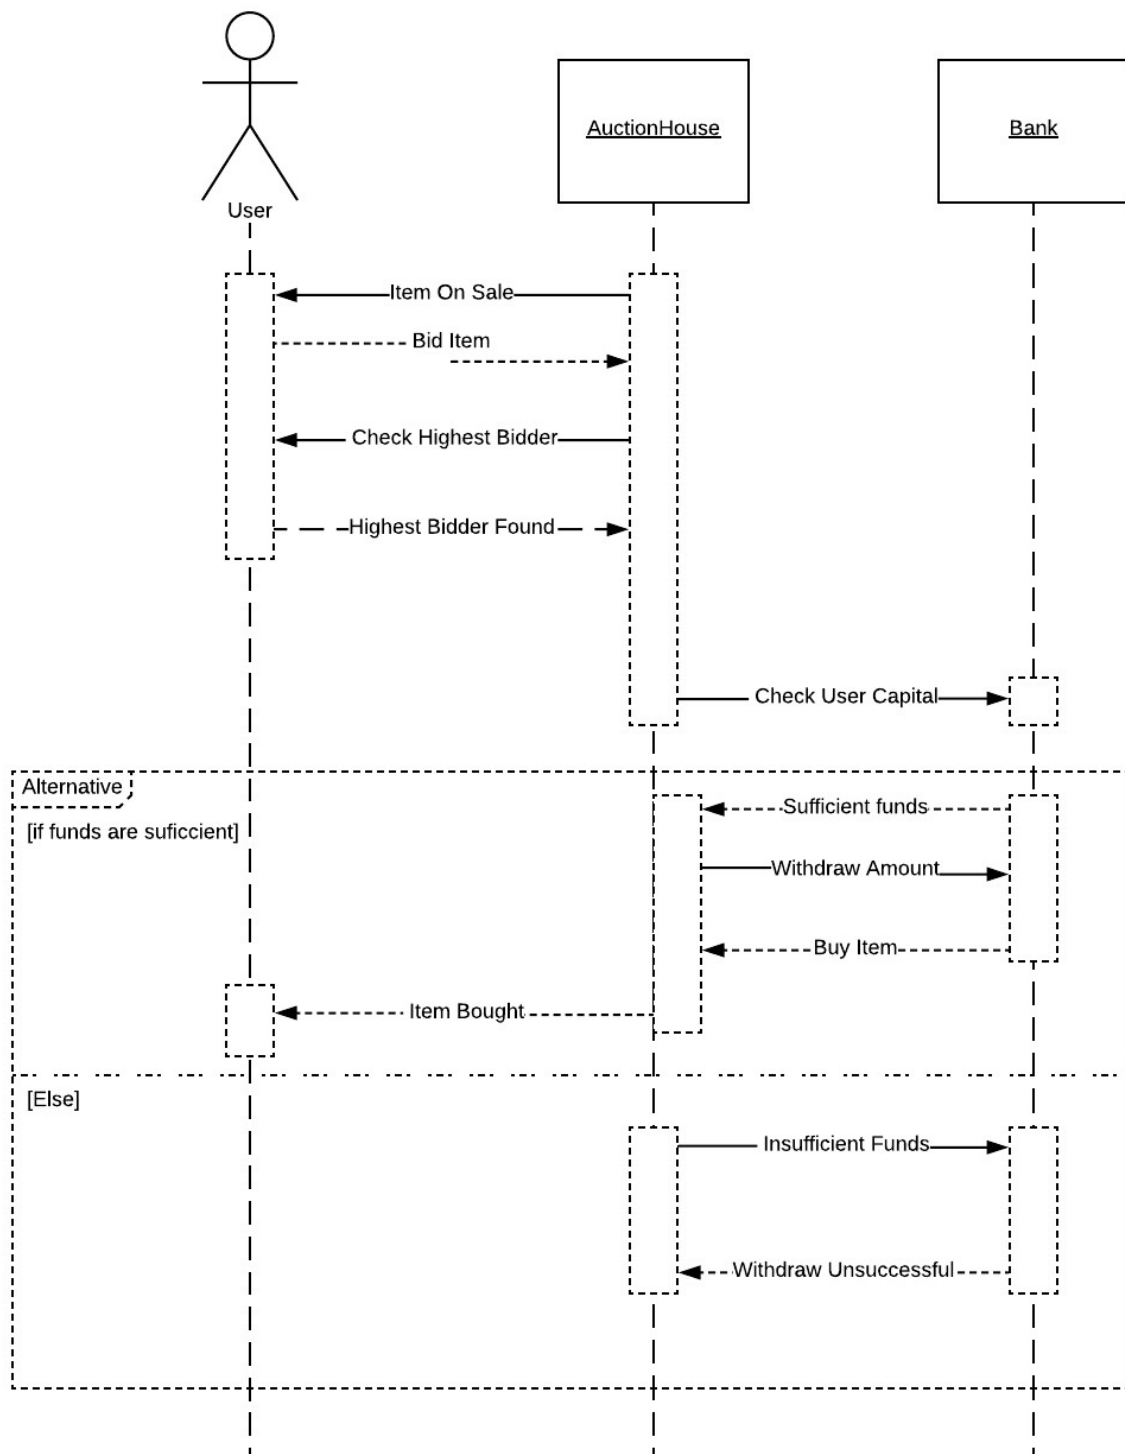 User
AuctionHouse
Bank
Item On Sale
Bid Item
Check Highest Bidder
Highest Bidder Found
Check User Capital
Alternative
[if funds are suficcient]
Sufficient funds
Withdraw Amount
Buy Item
Item Bought
[Else]
Insufficient Funds
Withdraw Unsuccessful